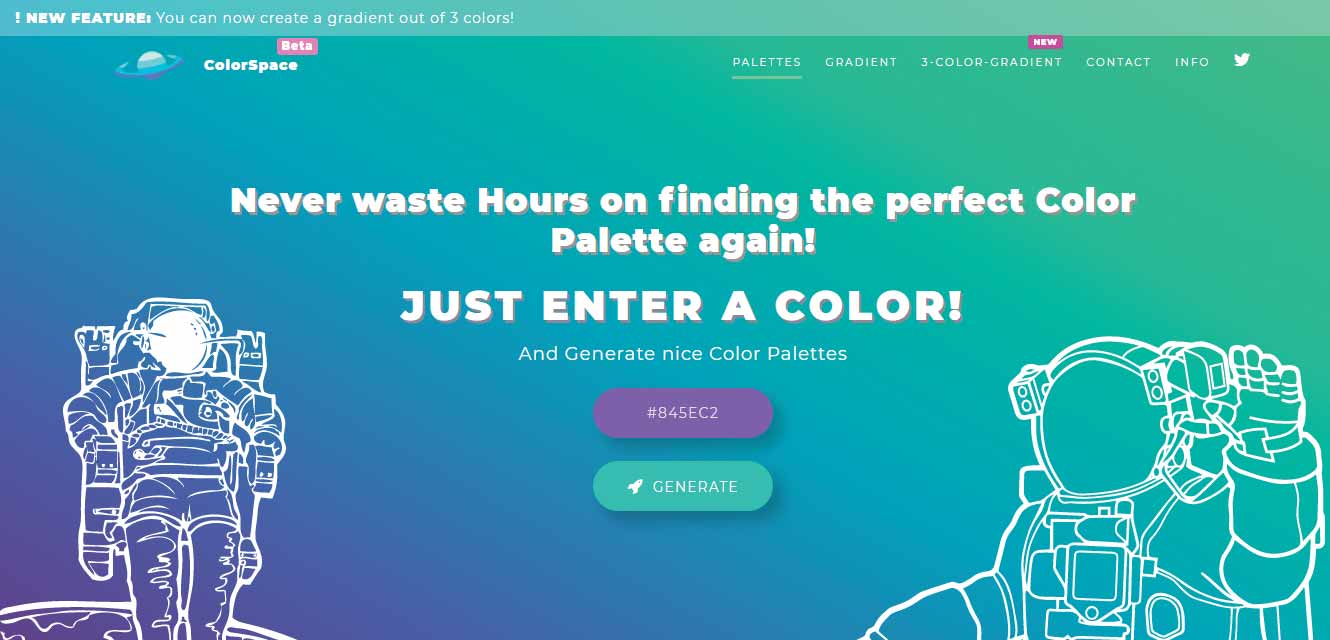 ! NEW FEATURE: You can now create a gradient out of 3 colors!
Beta
ColorSpace
NEW
PALETTES GRADIENT 3-COLOR-GRADIENT CONTACT INFO
Never waste Hours on finding the perfect Color
Palette again!
JUST ENTER A COLOR!
And Generate nice Color Palettes
#845EC2
GENERATE